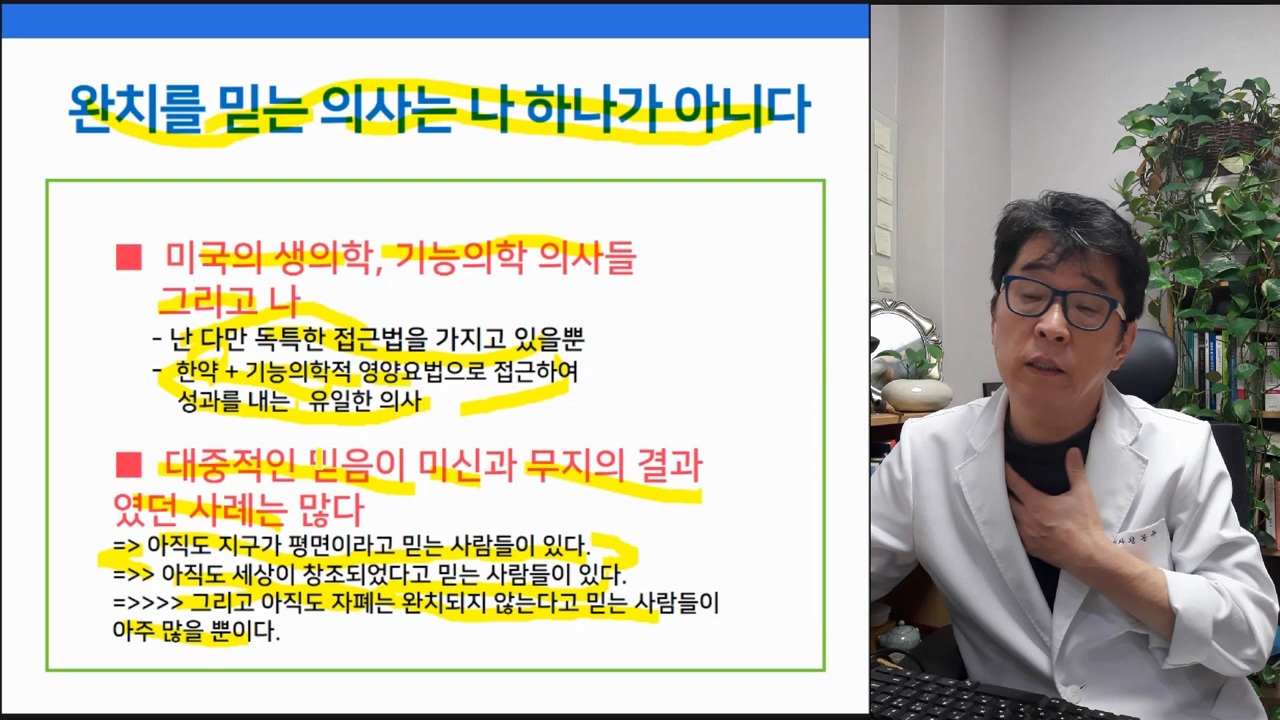 완치를 믿는 의사는 나 하나가 아니다
■ 미국의 생의학, 기능의학 의사들
그리고 나
- 난 다만 독특한 접근법을 가지고 있을뿐
- 한약 + 기능의학적 영양요법으로 접근하여
성과를 내는 유일한 의사
■ 대중적인 믿음이 미신과 무지의 결과
였던 사례는 많다
=> 아직도 지구가 평면이라고 믿는 사람들이 있다.
=>> 아직도 세상이 창조되었다고 믿는 사람들이 있다.
=>>>> 그리고 아직도 자폐는 완치되지 않는다고 믿는 사람들이
아주 많을 뿐이다.